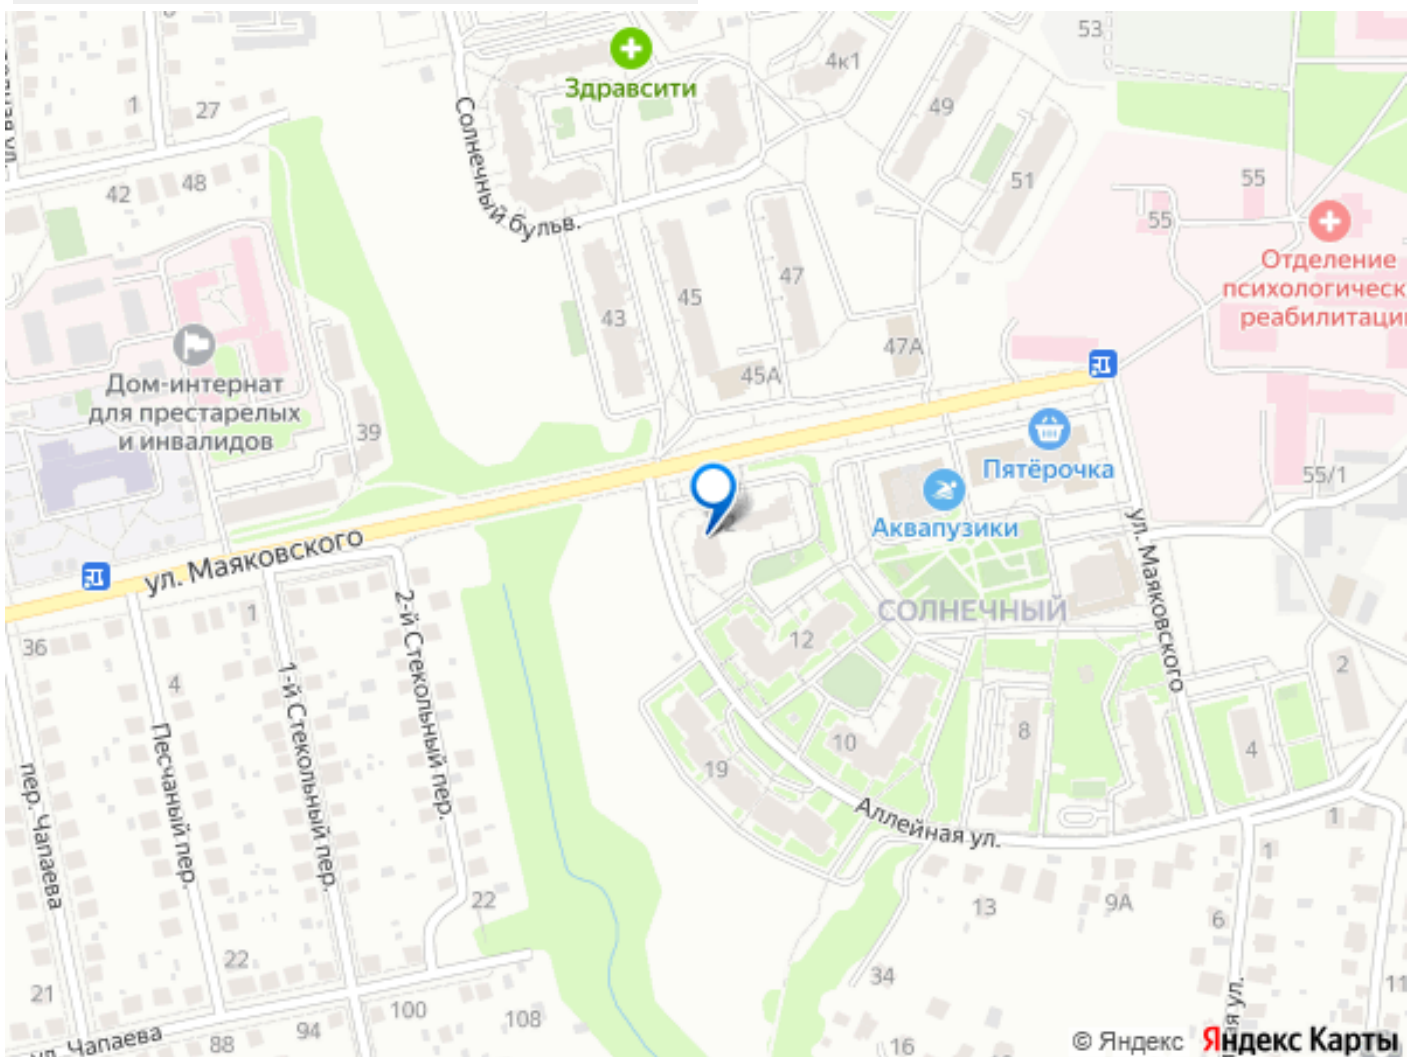 53
4к1
Здравсити
1
27
49
Солнечный бульв.
42
48
51
55
55
Отделение
психологическ
реабилитации
47
45
43
47А
45А
Дом-интернат
для престарелых
и инвалидов
39
Пятёрочка
Аквапузики
55/1
ул. Маяковского
ул. Маяковского
СОЛНЕЧНЫЙ
1
36
2-й Стекольный пер.
12
2
4
1-й Стекольный пер.
Песчаный пер.
пер. Чапаева
10
8
4
19
Аллейная ул.
1
1
22
13
9А
6
22
34
21
100
108
94
88
ул. Чапаева
16
11
ая ул.
© Яндекс Яндекс Карты